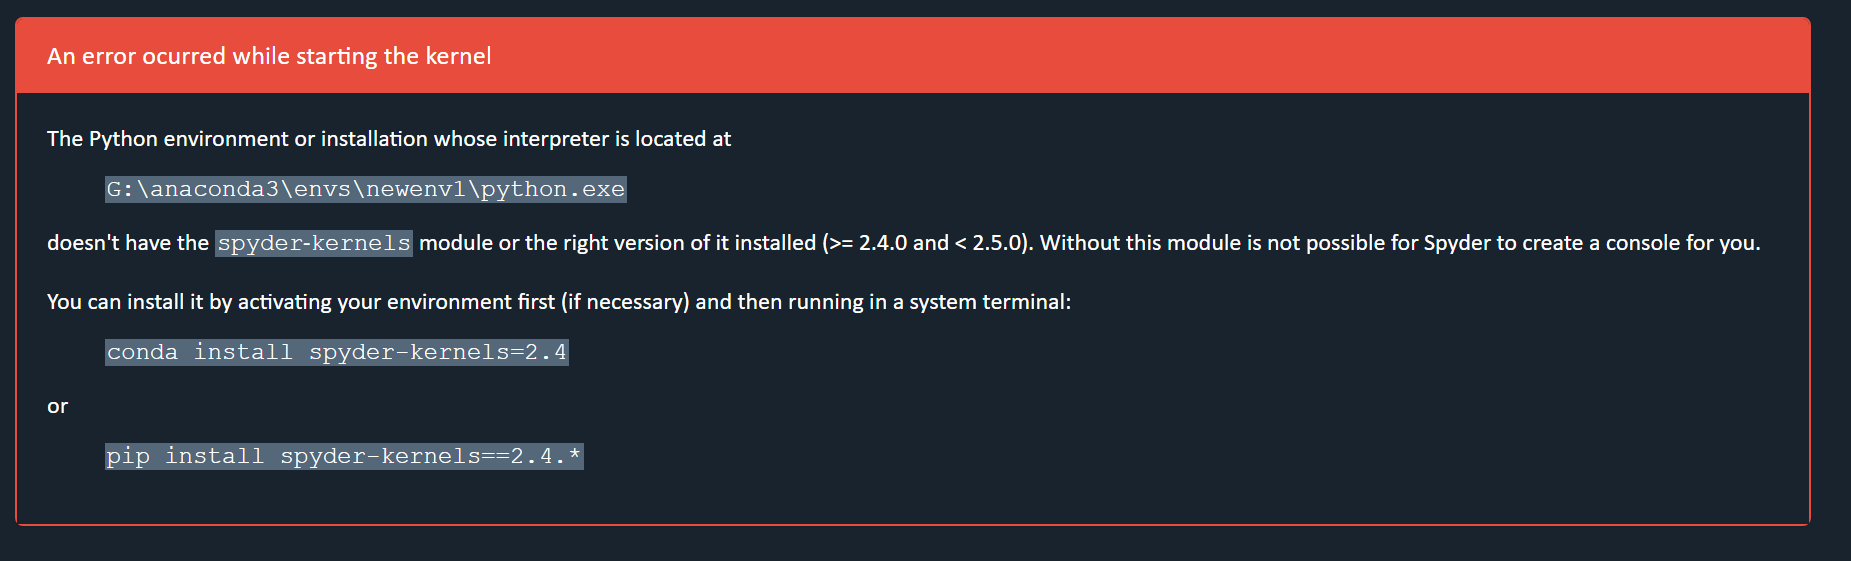 An error ocurred while starting the kernel
The Python environment or installation whose interpreter is located at
G:\anaconda3\envs\newenv1\python.exe
doesn't have the spyder-kernels module or the right version of it installed (>= 2.4.0 and < 2.5.0). Without this module is not possible for Spyder to create a console for you.
You can install it by activating your environment first (if necessary) and then running in a system terminal:
conda install spyder-kernels=2.4
or
pip install spyder-kernels==2.4.*